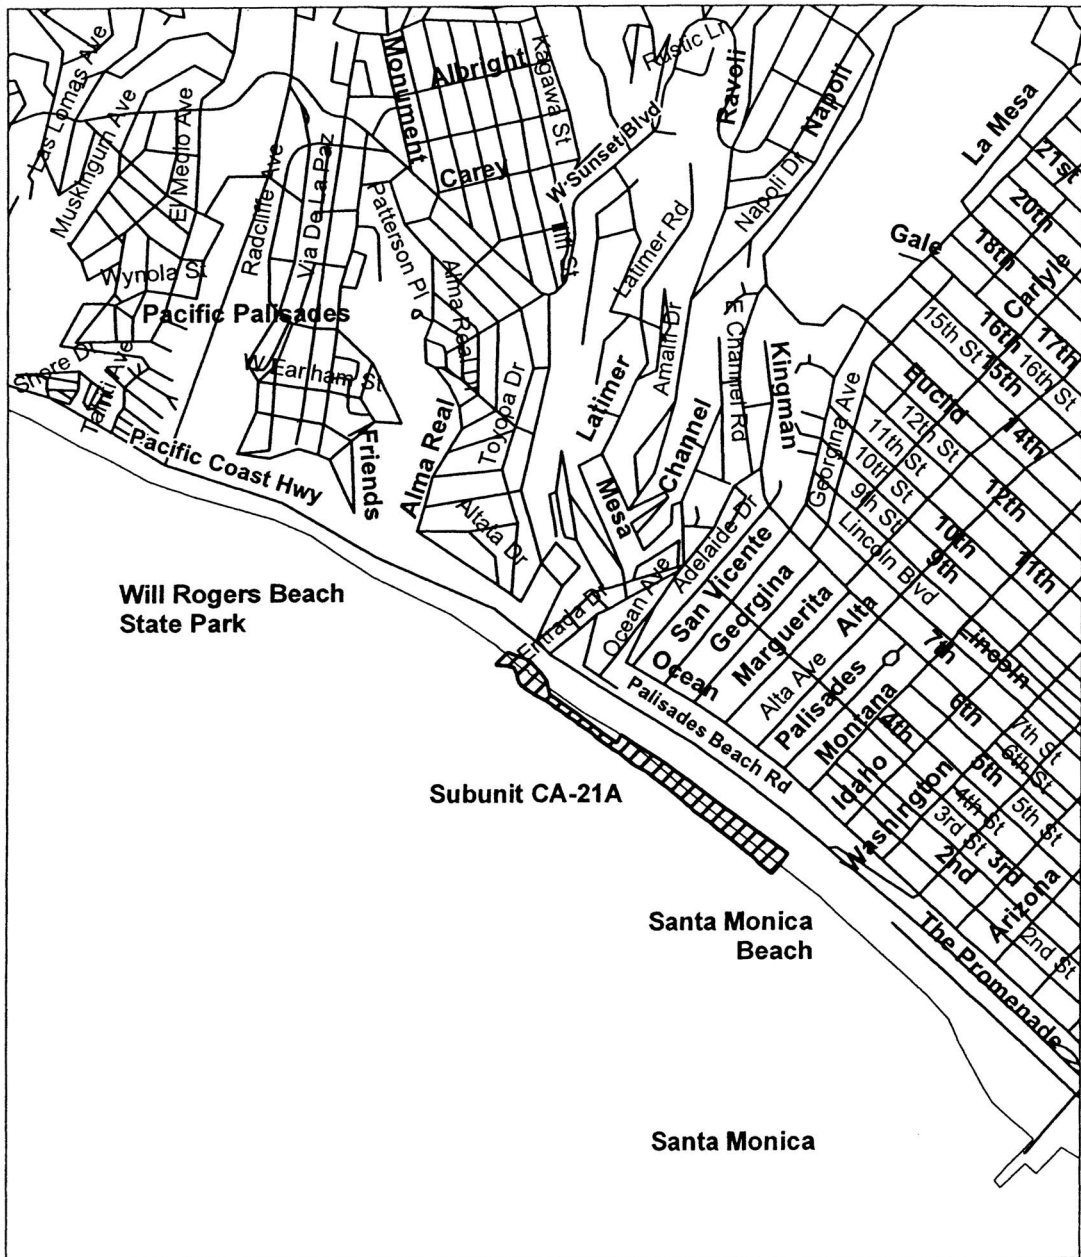 Las Lomas Ave
Muskingum Ave
El Medio Ave
Radcliffe Ave
Via De La Paz
Monument
Albright
Kagawa St
Carey
Patterson Pl
Alma Real
W Sunset Blvd
Rustic Ln
Ravoli
Napoli
Napoli Dr
Latimer Rd
La Mesa
21st
20th
18th
Gale
Carlyle
17th
16th
16th St
15th
15th St
14th
Wynola St
Pacific Palisades
Shore Dr
W Earlham St
Pacific Coast Hwy
Friends
Alma Real
Toyopa Dr
Altata Dr
Latimer
Mesa
Amalfi Dr
Channel
E Channel Rd
Kingman
Georgina Ave
Euclid
12th St
11th St
10th St
9th St
Lincoln Blvd
12th
11th
10th
9th
Lincoln
Will Rogers Beach
State Park
Entrada Dr
Ocean Ave
Adelaide Dr
San Vicente
Georgina
Marguerita
Alta
Alta Ave
Ocean
Palisades
Palisades Beach Rd
Montana
7th
6th
5th
4th
7th St
6th St
5th St
4th St
3rd St
Idaho
Washington
3rd
2nd
Arizona
2nd St
Subunit CA-21A
Santa Monica
Beach
The Promenade
Santa Monica